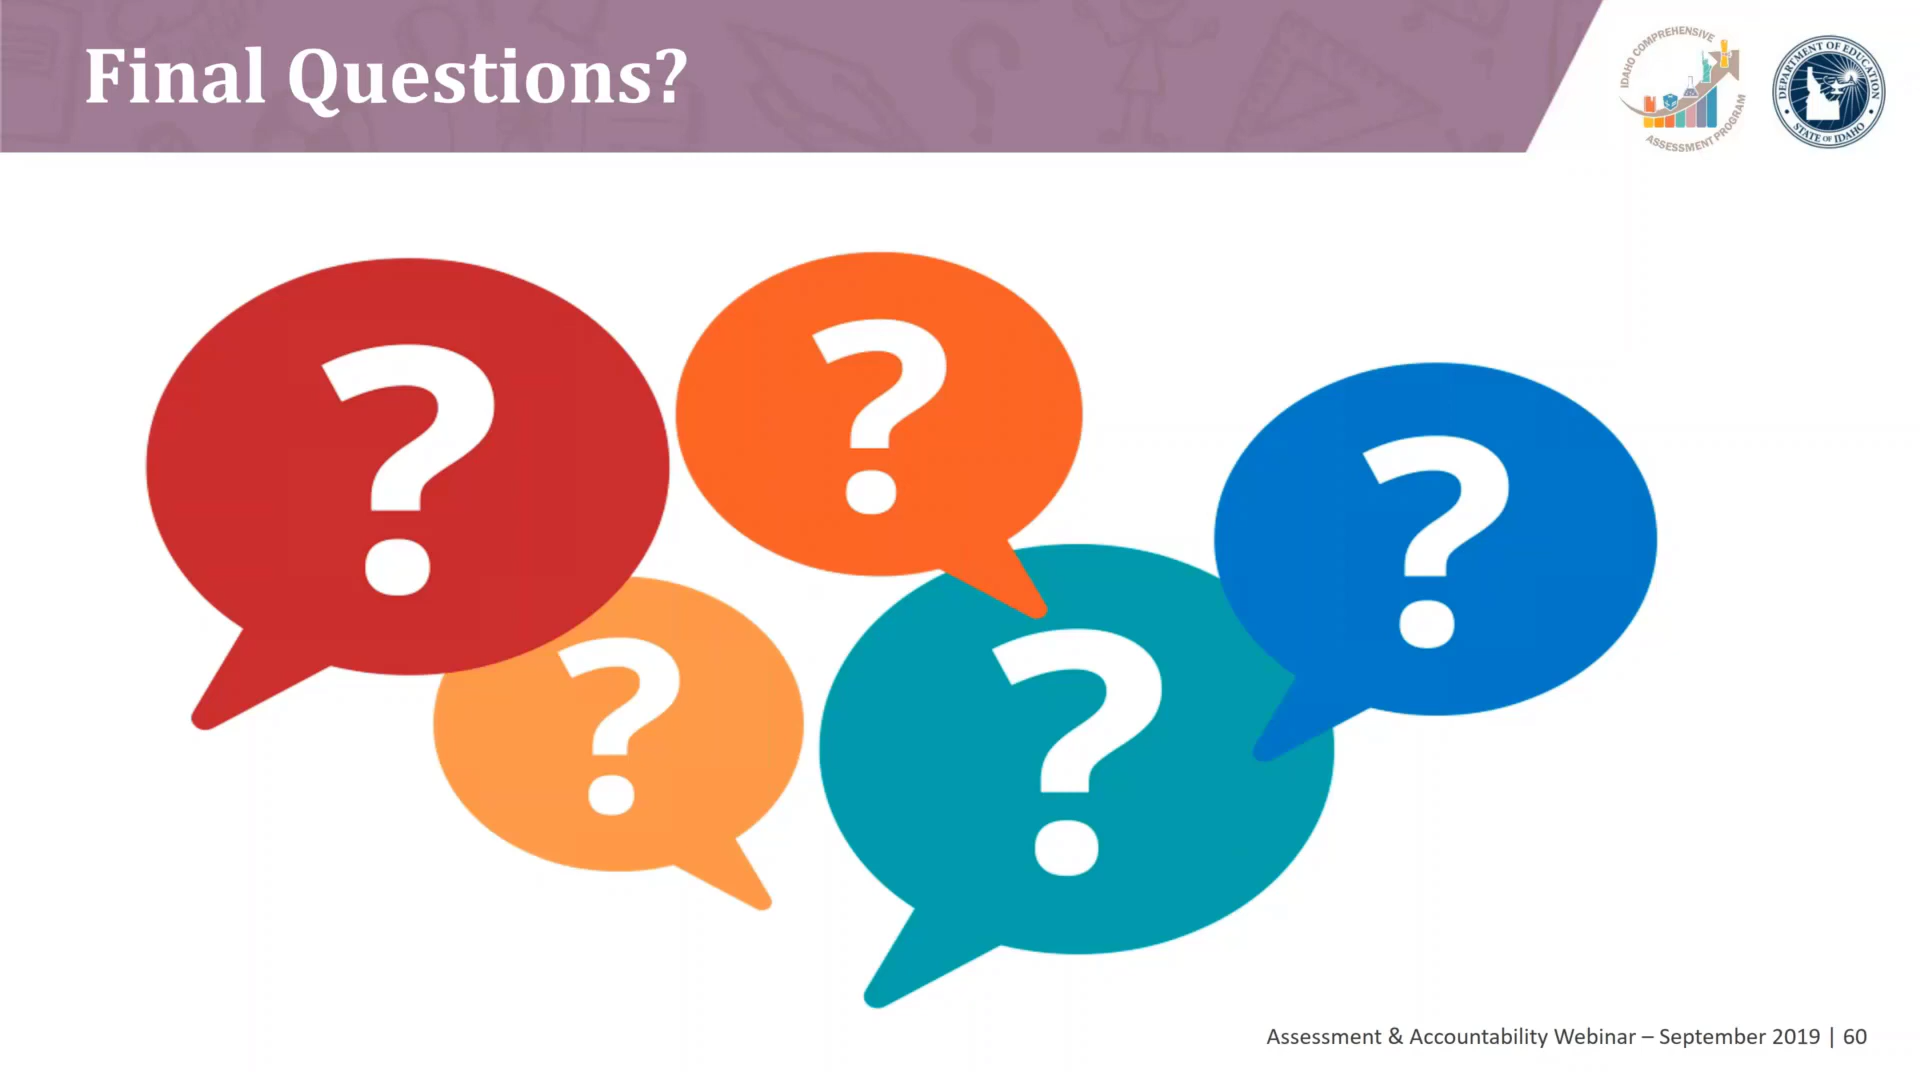 Final Questions?
IDAHO COMPREHENSIVE
ASSESSMENT PROGRAM
DEPARTMENT OF EDUCATION
STATE OF IDAHO
?
?
?
?
?
Assessment & Accountability Webinar – September 2019 | 60